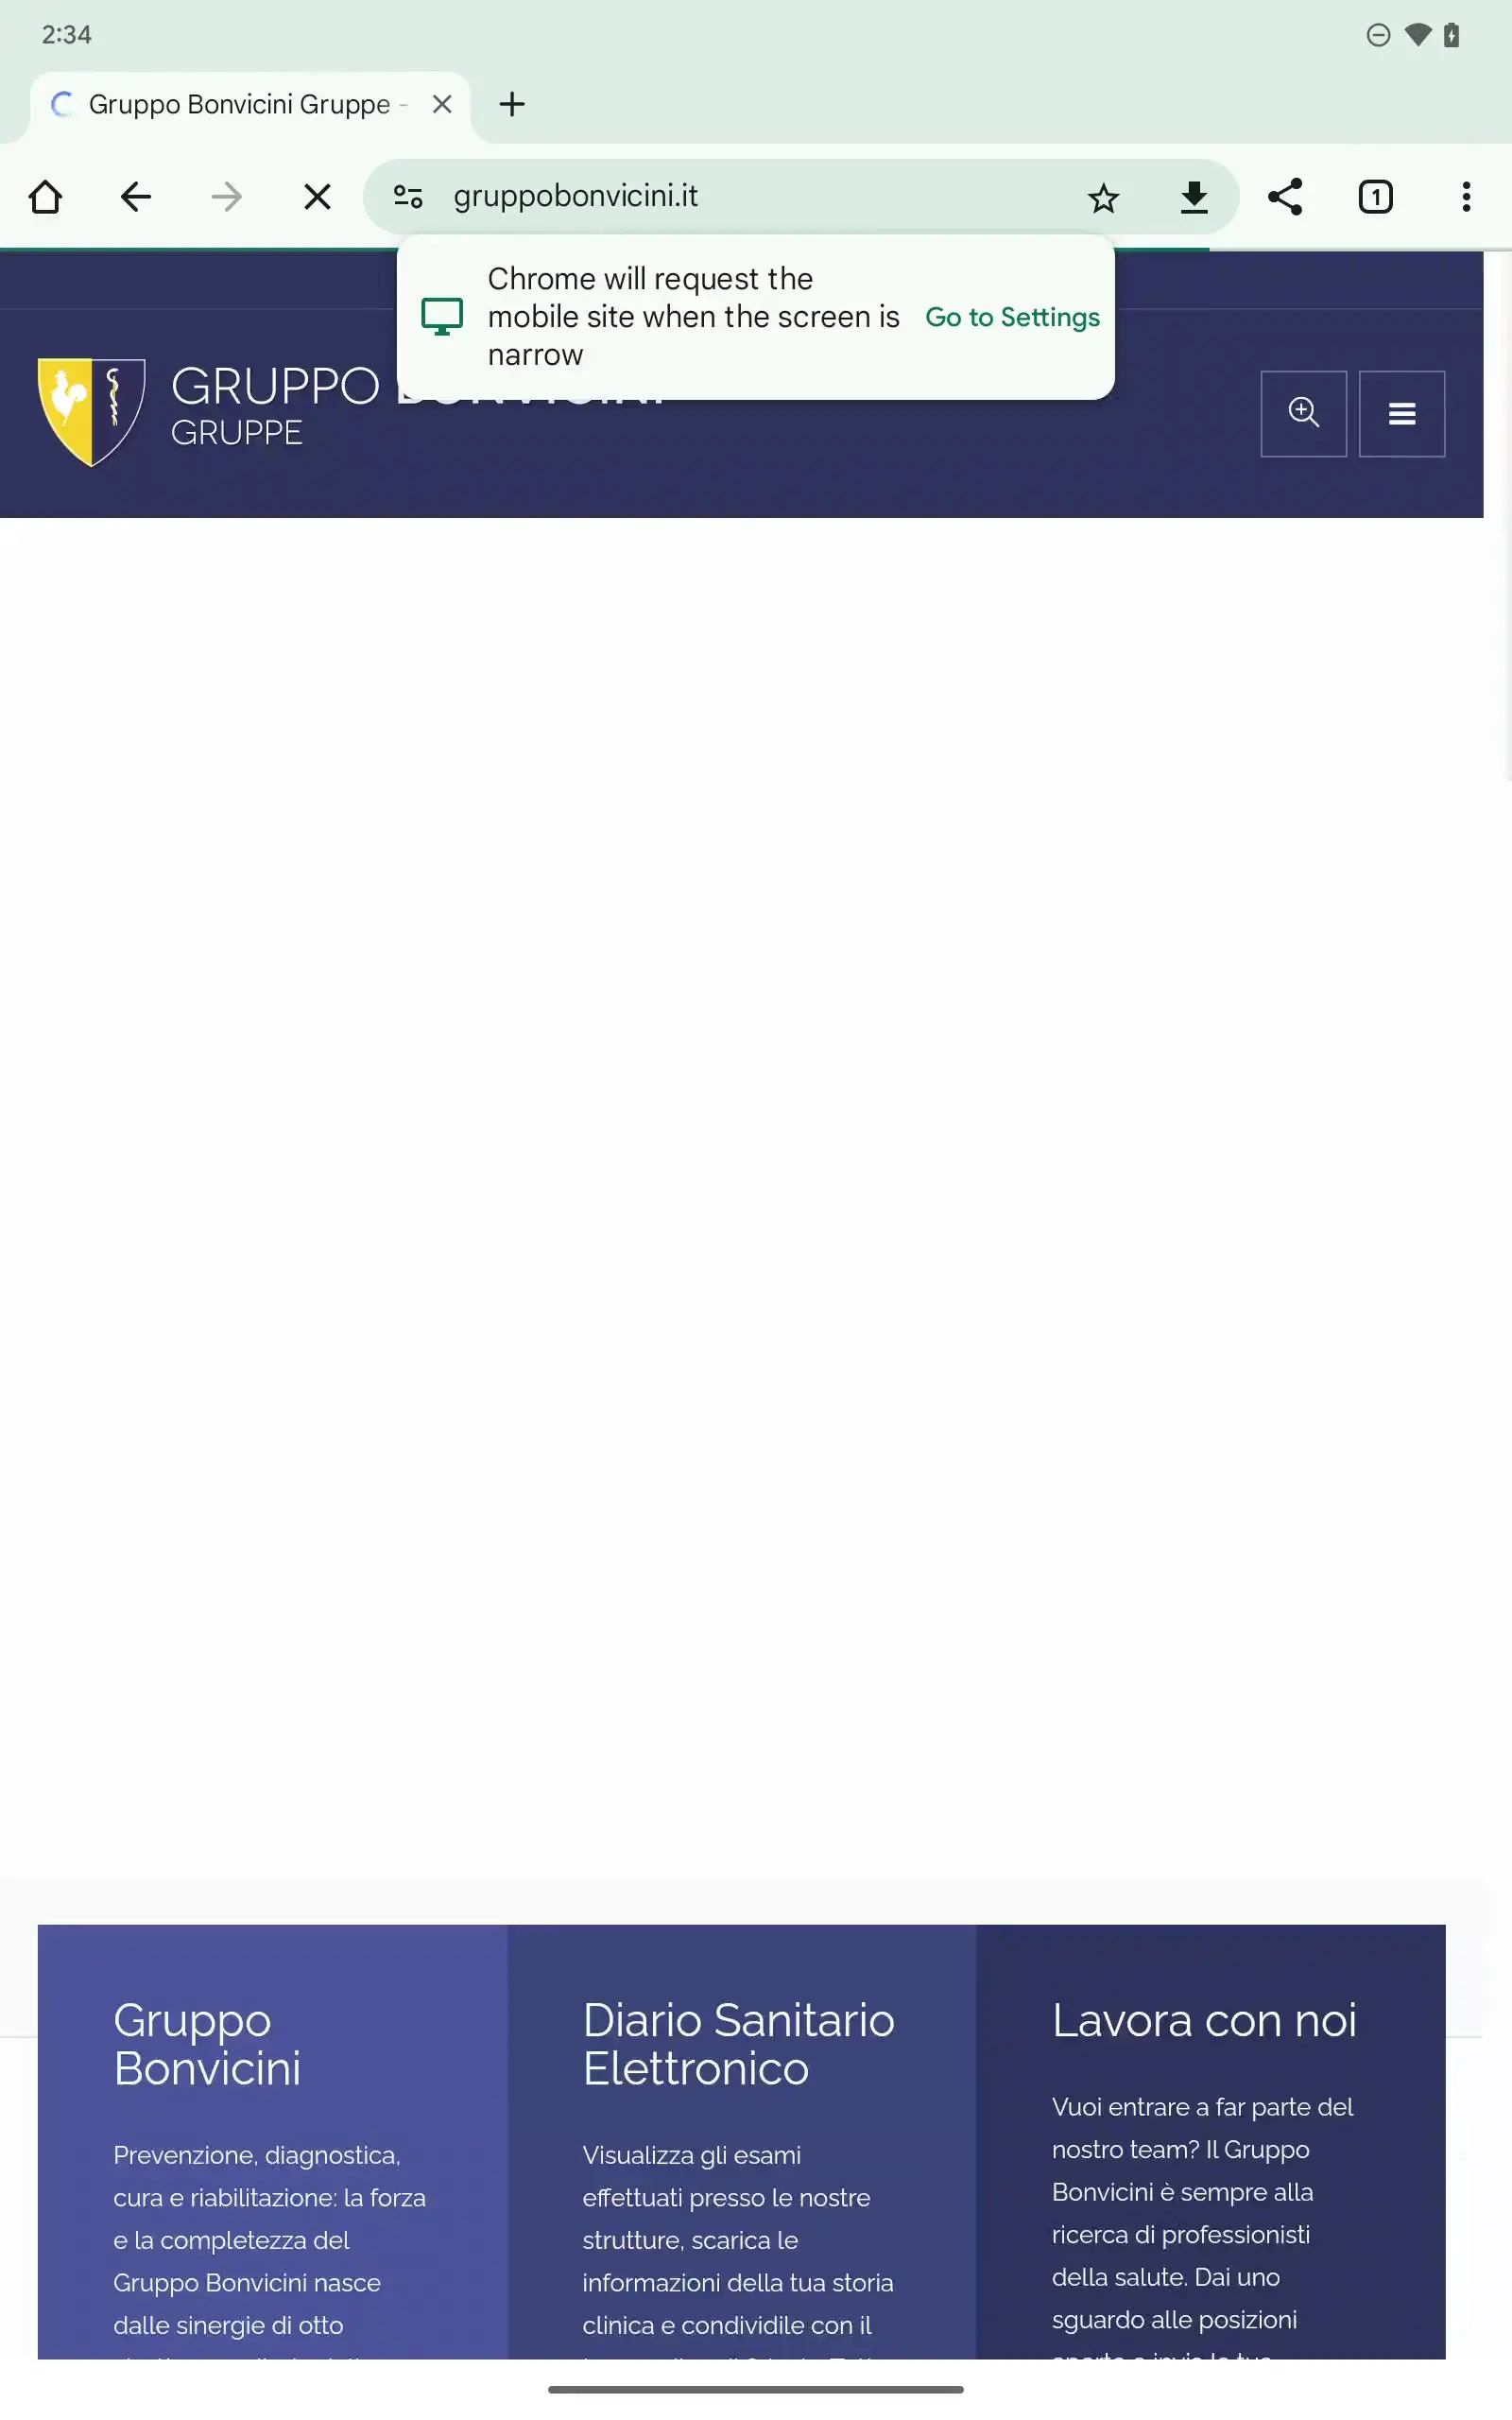 2:34
Gruppo Bonvicini Gruppe -
gruppobonvicini.it
1
Chrome will request the
mobile site when the screen is
narrow
Go to Settings
GRUPPO
GRUPPE
Gruppo
Bonvicini
Prevenzione, diagnostica,
cura e riabilitazione: la forza
e la completezza del
Gruppo Bonvicini nasce
dalle sinergie di otto
Diario Sanitario
Elettronico
Visualizza gli esami
effettuati presso le nostre
strutture, scarica le
informazioni della tua storia
clinica e condividile con il
Lavora con noi
Vuoi entrare a far parte del
nostro team? Il Gruppo
Bonvicini è sempre alla
ricerca di professionisti
della salute. Dai uno
sguardo alle posizioni